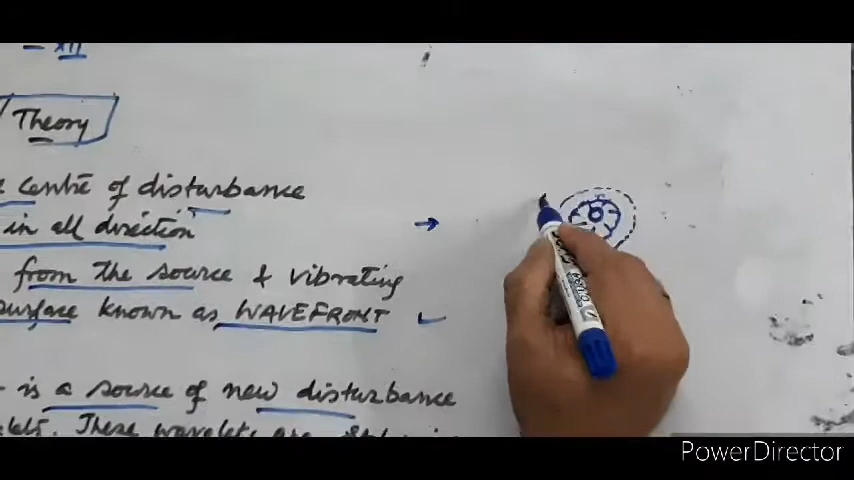 - XII
Theory
centre of disturbance
in all direction
from the source & vibrating
surface known as WAVEFRONT
is a source of new disturbance
These wavelets are
PowerDirector